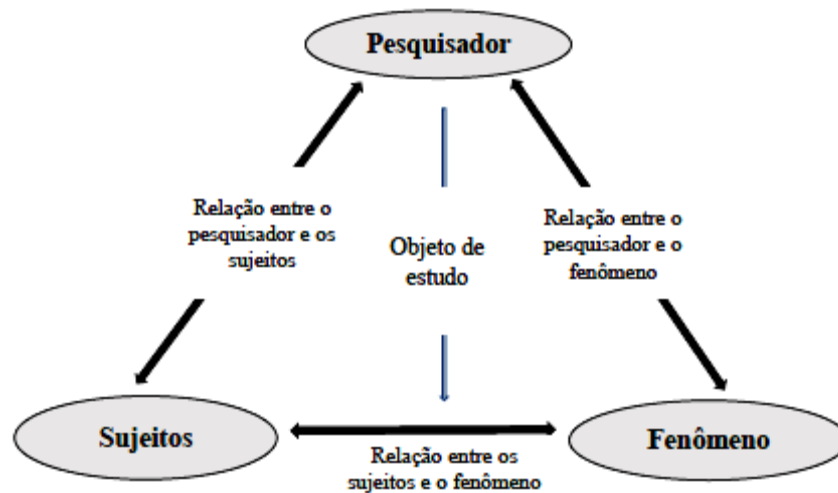 Pesquisador
Relação entre o
pesquisador e os
sujeitos
Objeto de
estudo
Relação entre o
pesquisador e o
fenômeno
Sujeitos
Relação entre os
sujeitos e o fenômeno
Fenômeno